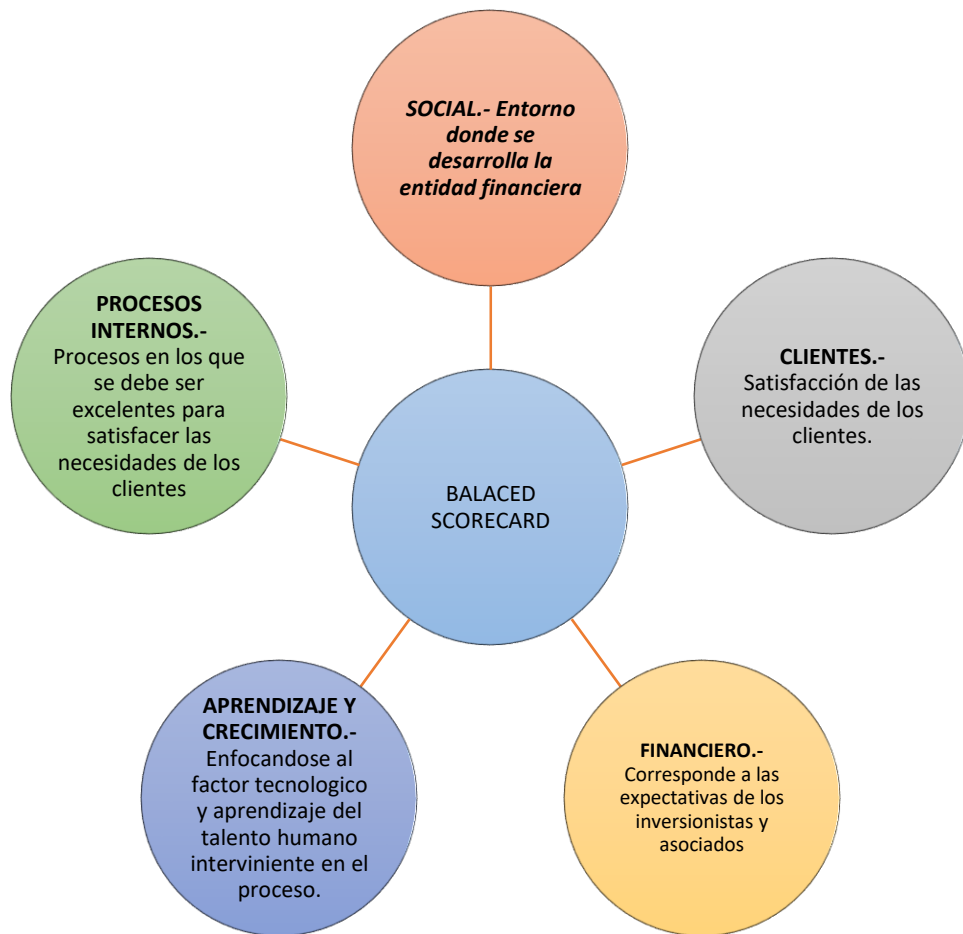 SOCIAL.- Entorno
donde se
desarrolla la
entidad financiera
PROCESOS
INTERNOS.-
Procesos en los que
se debe ser
excelentes para
satisfacer las
necesidades de los
clientes
CLIENTES.-
Satisfacción de las
necesidades de los
clientes.
BALACED
SCORECARD
APRENDIZAJE Y
CRECIMIENTO.-
Enfocandose al
factor tecnologico
y aprendizaje del
talento humano
interviniente en el
proceso.
FINANCIERO.-
Corresponde a las
expectativas de los
inversionistas y
asociados